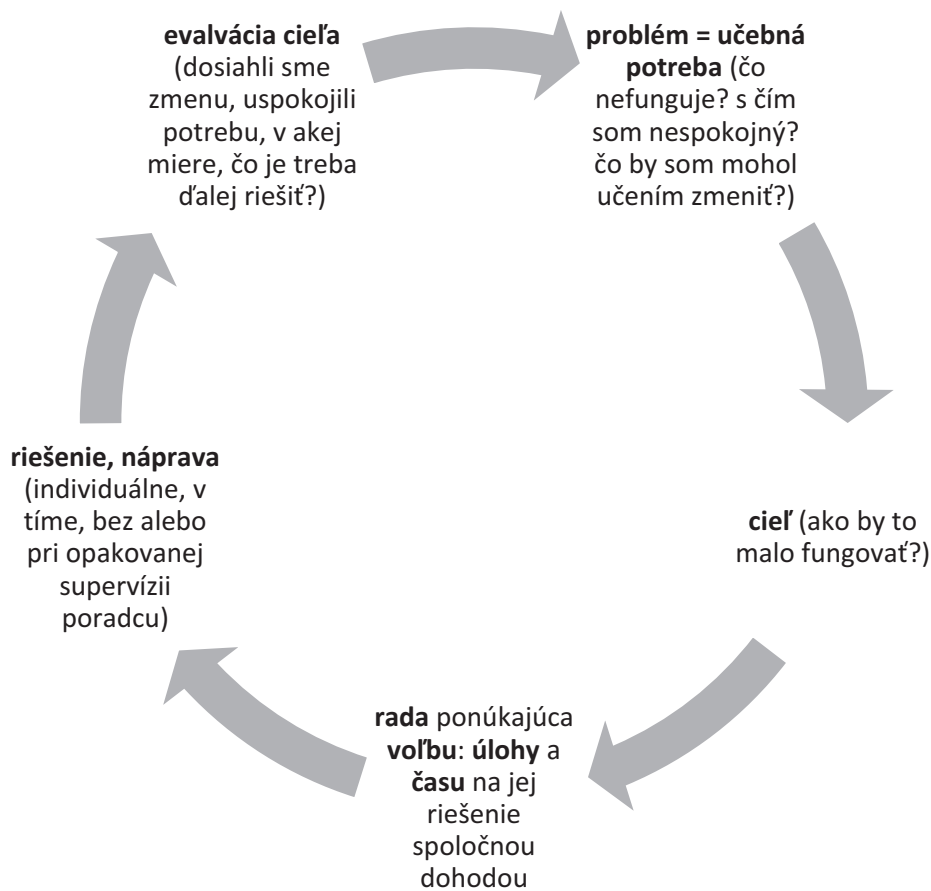 evalvácia cieľa
(dosiahli sme
zmenu, uspokojili
potrebu, v akej
miere, čo je treba
ďalej riešiť?)
problém = učebná
potreba (čo
nefunguje? s čím
som nespokojný?
čo by som mohol
učením zmeniť?)
cieľ (ako by to
malo fungovať?)
rada ponúkajúca
voľbu: úlohy a
času na jej
riešenie
spoločnou
dohodou
riešenie, náprava
(individuálne, v
tíme, bez alebo
pri opakovanej
supervízii
poradcu)